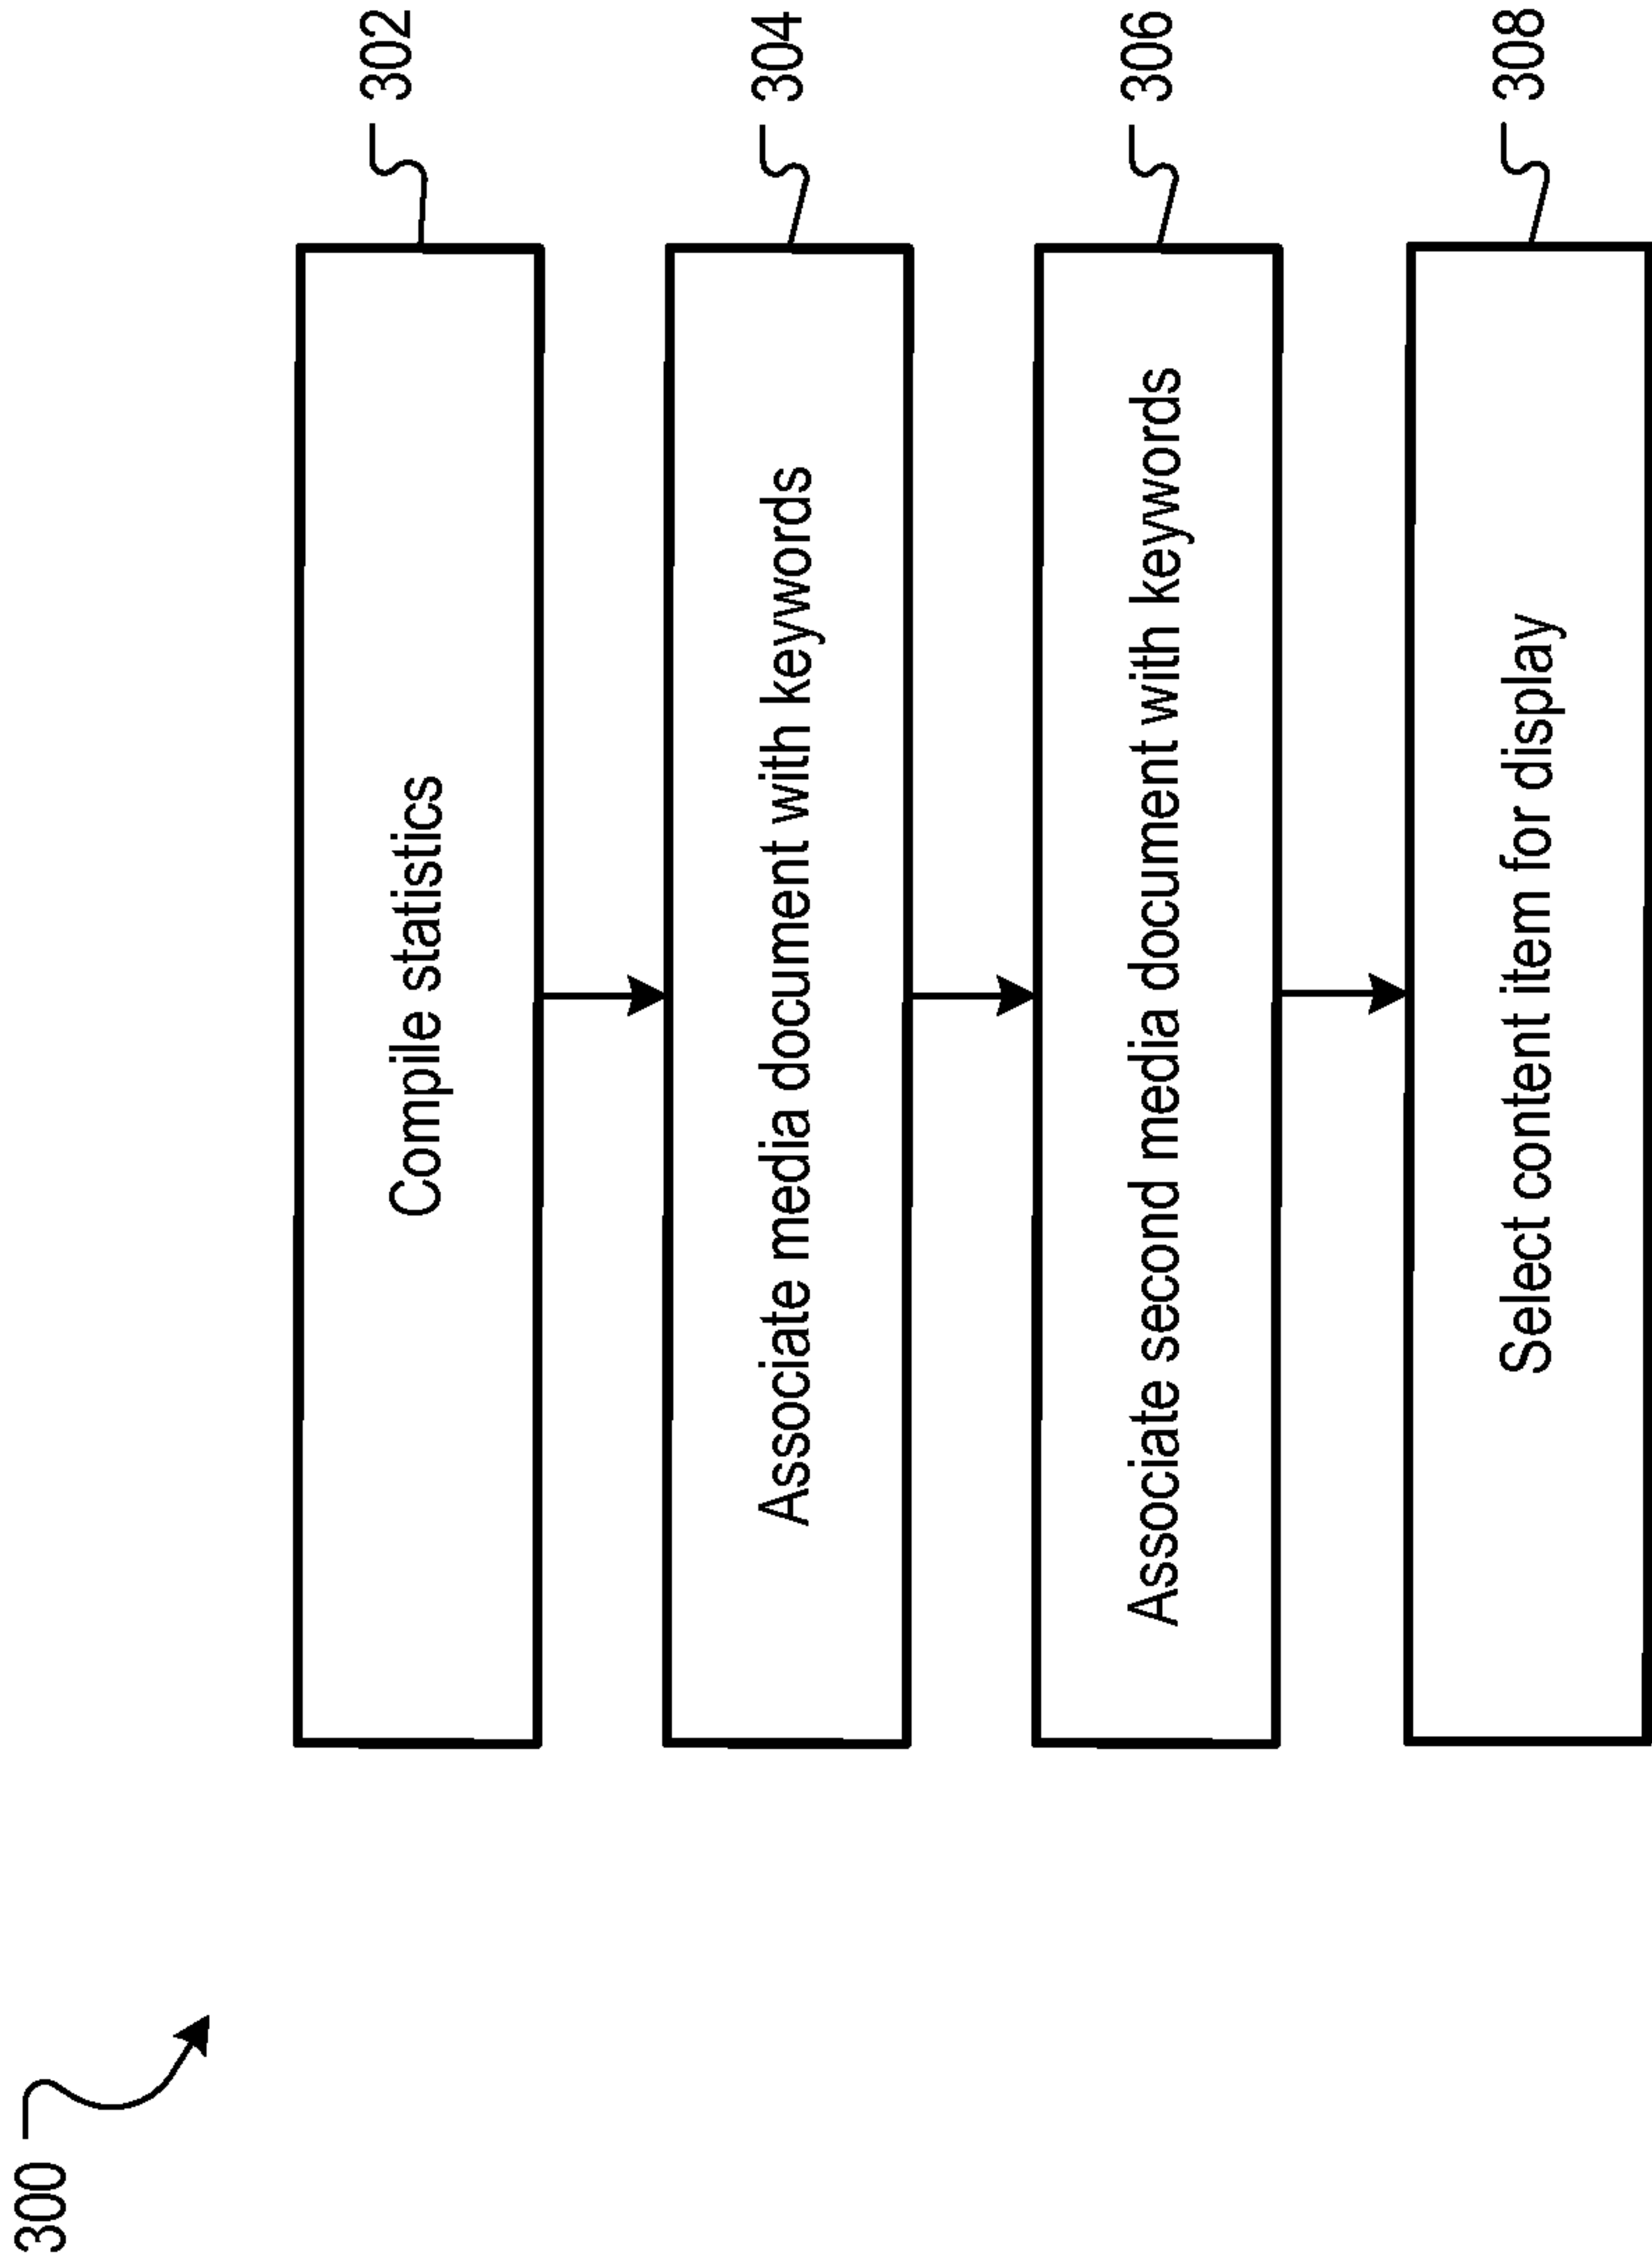 300
Compile statistics
302
Associate media document with keywords
304
Associate second media document with keywords
306
Select content item for display
308